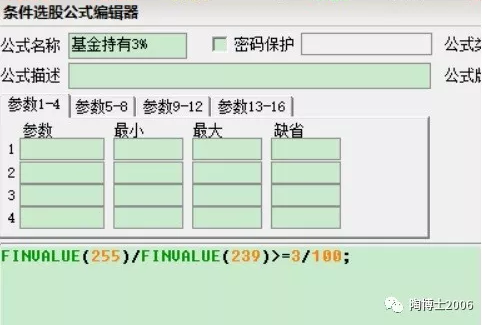 条件选股公式编辑器
公式名称 基金持有3% 密码保护 公式类
公式描述 公式版
参数1-4 参数5-8 参数9-12 参数13-16
参数 最小 最大 缺省
1
2
3
4
FINVALUE(255)/FINVALUE(239)>=3/100;
陶博士2006